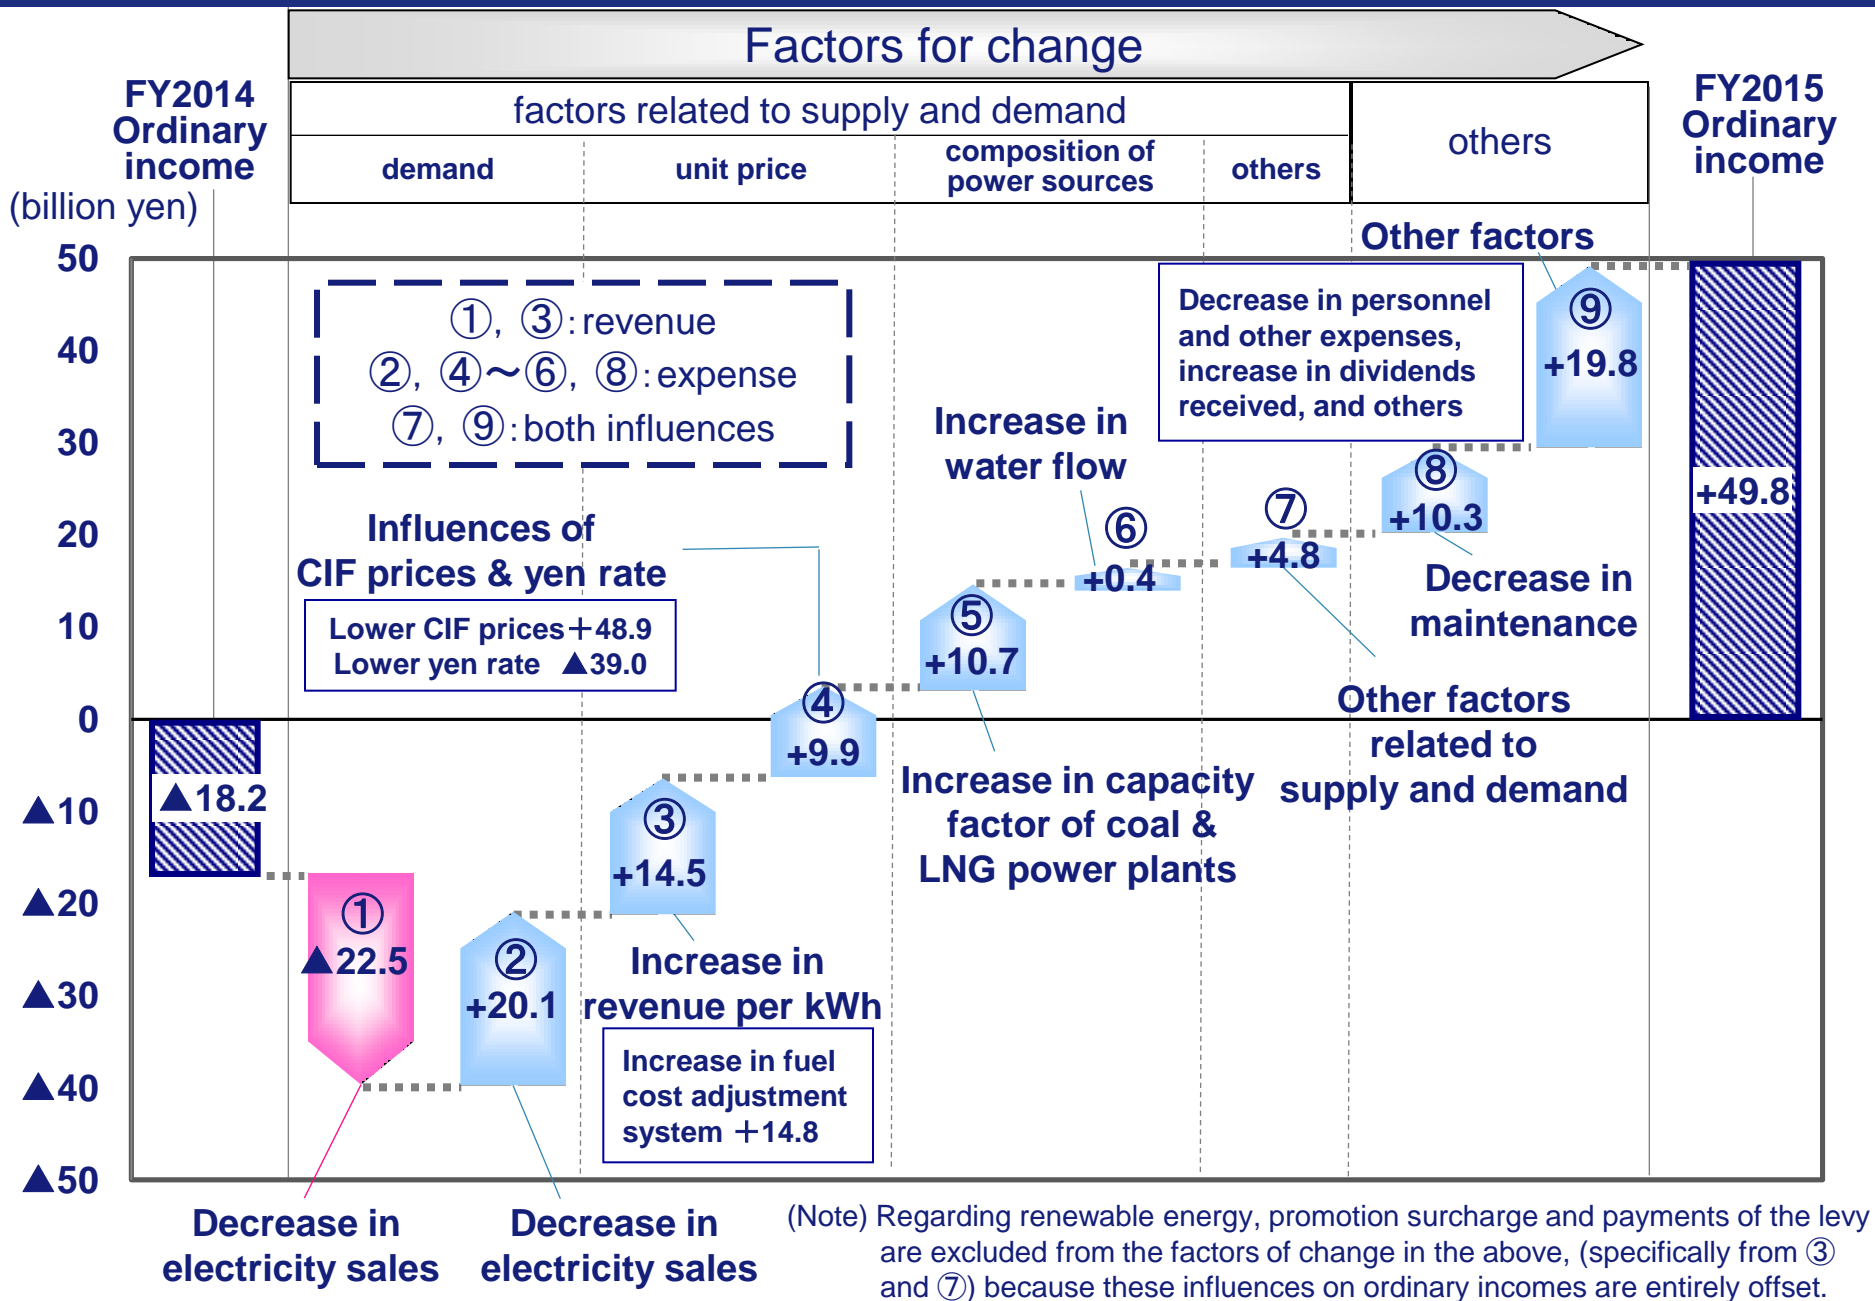 Factors for change
FY2014
Ordinary
income
factors related to supply and demand
others
FY2015
Ordinary
income
demand
unit price
composition of
power sources
others
(billion yen)
50
40
30
20
10
0
▲10
▲20
▲30
▲40
▲50
①, ③:revenue
②, ④～⑥, ⑧:expense
⑦, ⑨:both influences
Other factors
Decrease in personnel
and other expenses,
increase in dividends
received, and others
⑨
+19.8
+49.8
Increase in
water flow
⑧
+10.3
⑦
+4.8
⑥
+0.4
Influences of
CIF prices & yen rate
Lower CIF prices＋48.9
Lower yen rate ▲39.0
Decrease in
maintenance
⑤
+10.7
④
+9.9
Other factors
related to
supply and demand
Increase in capacity
factor of coal &
LNG power plants
▲18.2
③
+14.5
①
▲22.5
②
+20.1
Increase in
revenue per kWh
Increase in fuel
cost adjustment
system ＋14.8
Decrease in
electricity sales
Decrease in
electricity sales
(Note) Regarding renewable energy, promotion surcharge and payments of the levy
are excluded from the factors of change in the above, (specifically from ③
and ⑦) because these influences on ordinary incomes are entirely offset.